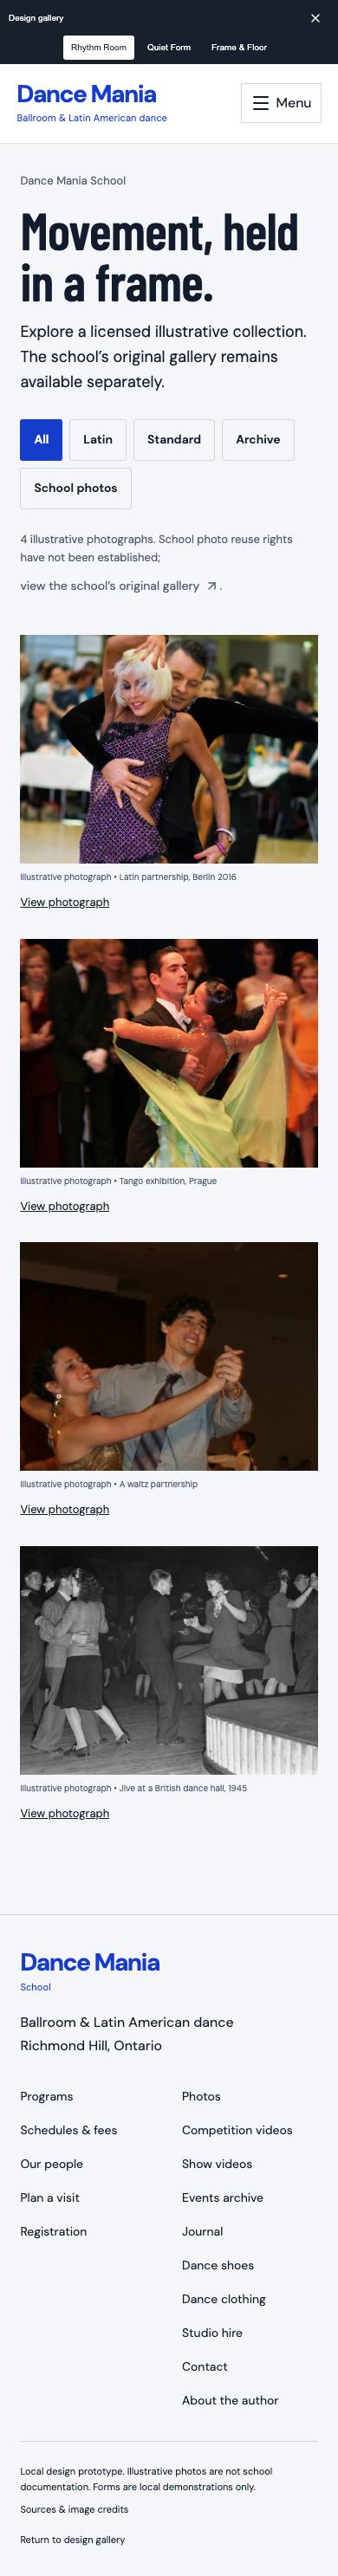 Design gallery
Rhythm Room Quiet Form Frame & Floor
Dance Mania
Ballroom & Latin American dance
Menu
Dance Mania School
Movement, held
in a frame.
Explore a licensed illustrative collection.
The school’s original gallery remains
available separately.
All Latin Standard Archive
School photos
4 illustrative photographs. School photo reuse rights
have not been established;
view the school’s original gallery ↗ .
Illustrative photograph • Latin partnership, Berlin 2016
View photograph
Illustrative photograph • Tango exhibition, Prague
View photograph
Illustrative photograph • A waltz partnership
View photograph
Illustrative photograph • Jive at a British dance hall, 1945
View photograph
Dance Mania
School
Ballroom & Latin American dance
Richmond Hill, Ontario
Programs Photos
Schedules & fees Competition videos
Our people Show videos
Plan a visit Events archive
Registration Journal
Dance shoes
Dance clothing
Studio hire
Contact
About the author
Local design prototype. Illustrative photos are not school
documentation. Forms are local demonstrations only.
Sources & image credits
Return to design gallery